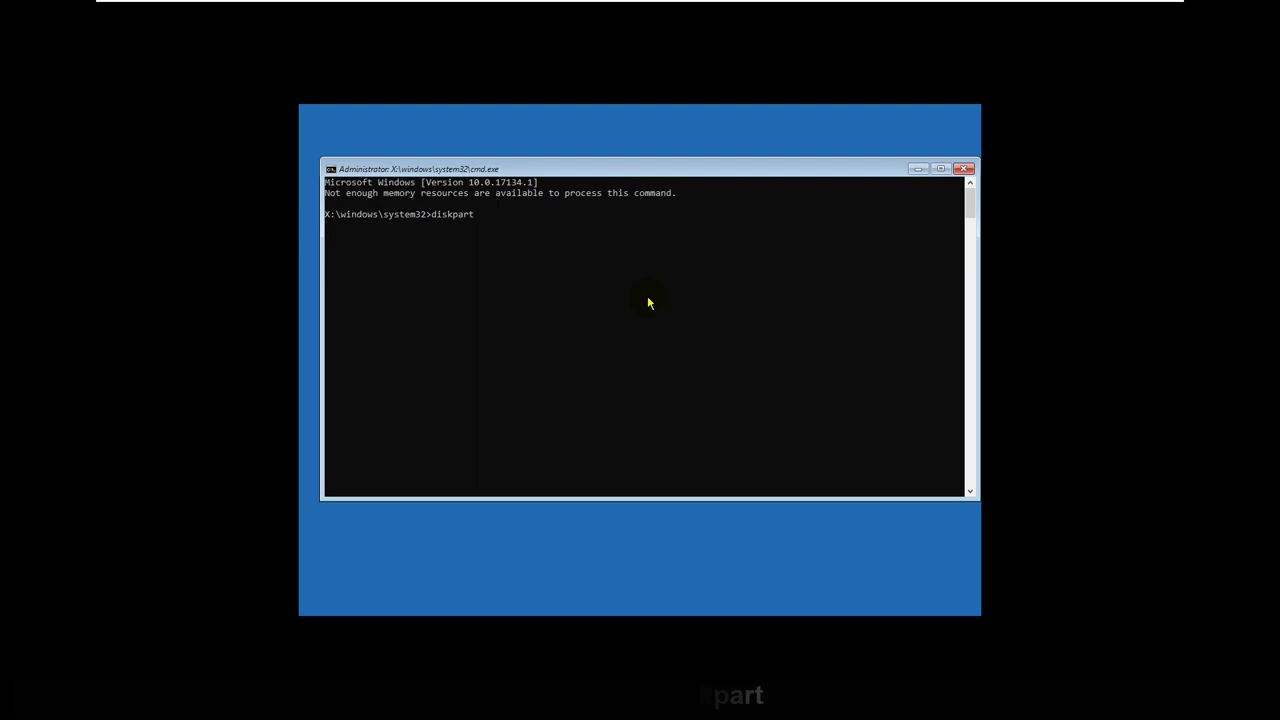 Administrator: X:\windows\system32\cmd.exe
Microsoft Windows [Version 10.0.17134.1]
Not enough memory resources are available to process this command.
X:\windows\system32>diskpart
part